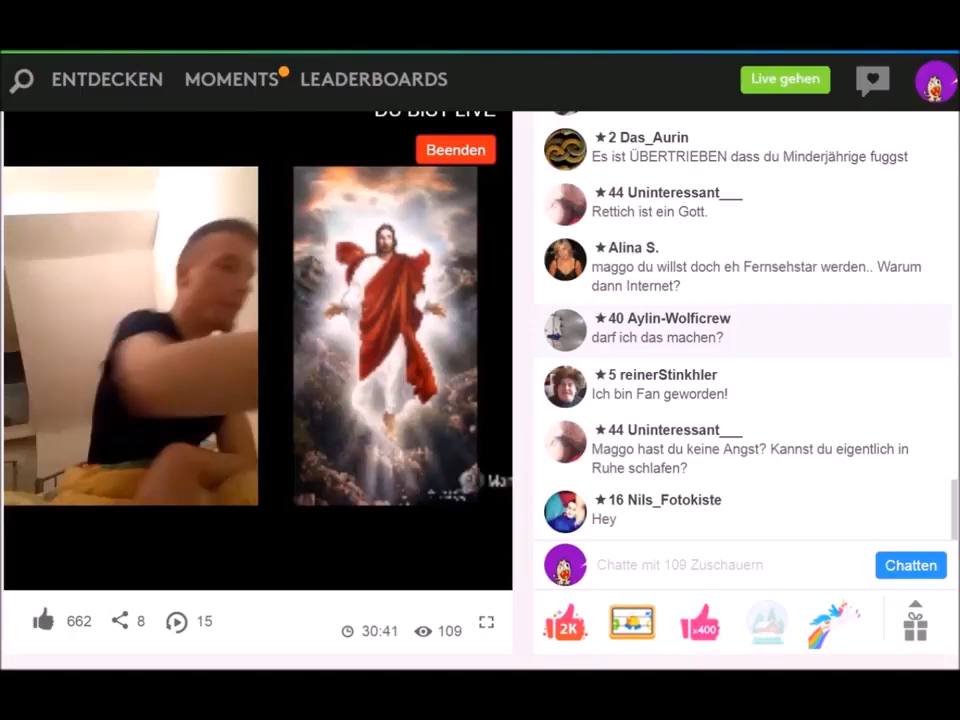 ENTDECKEN MOMENTS LEADERBOARDS Live gehen
DU BIST LIVE
Beenden
★2 Das_Aurin
Es ist ÜBERTRIEBEN dass du Minderjährige fuggst
★44 Uninteressant___
Rettich ist ein Gott.
★Alina S.
maggo du willst doch eh Fernsehstar werden.. Warum
dann Internet?
★40 Aylin-Wolficrew
darf ich das machen?
★5 reinerStinkhler
Ich bin Fan geworden!
★44 Uninteressant___
Maggo hast du keine Angst? Kannst du eigentlich in
Ruhe schlafen?
★16 Nils_Fotokiste
Hey
Chatte mit 109 Zuschauern Chatten
662 8 15
30:41 109
2K x400